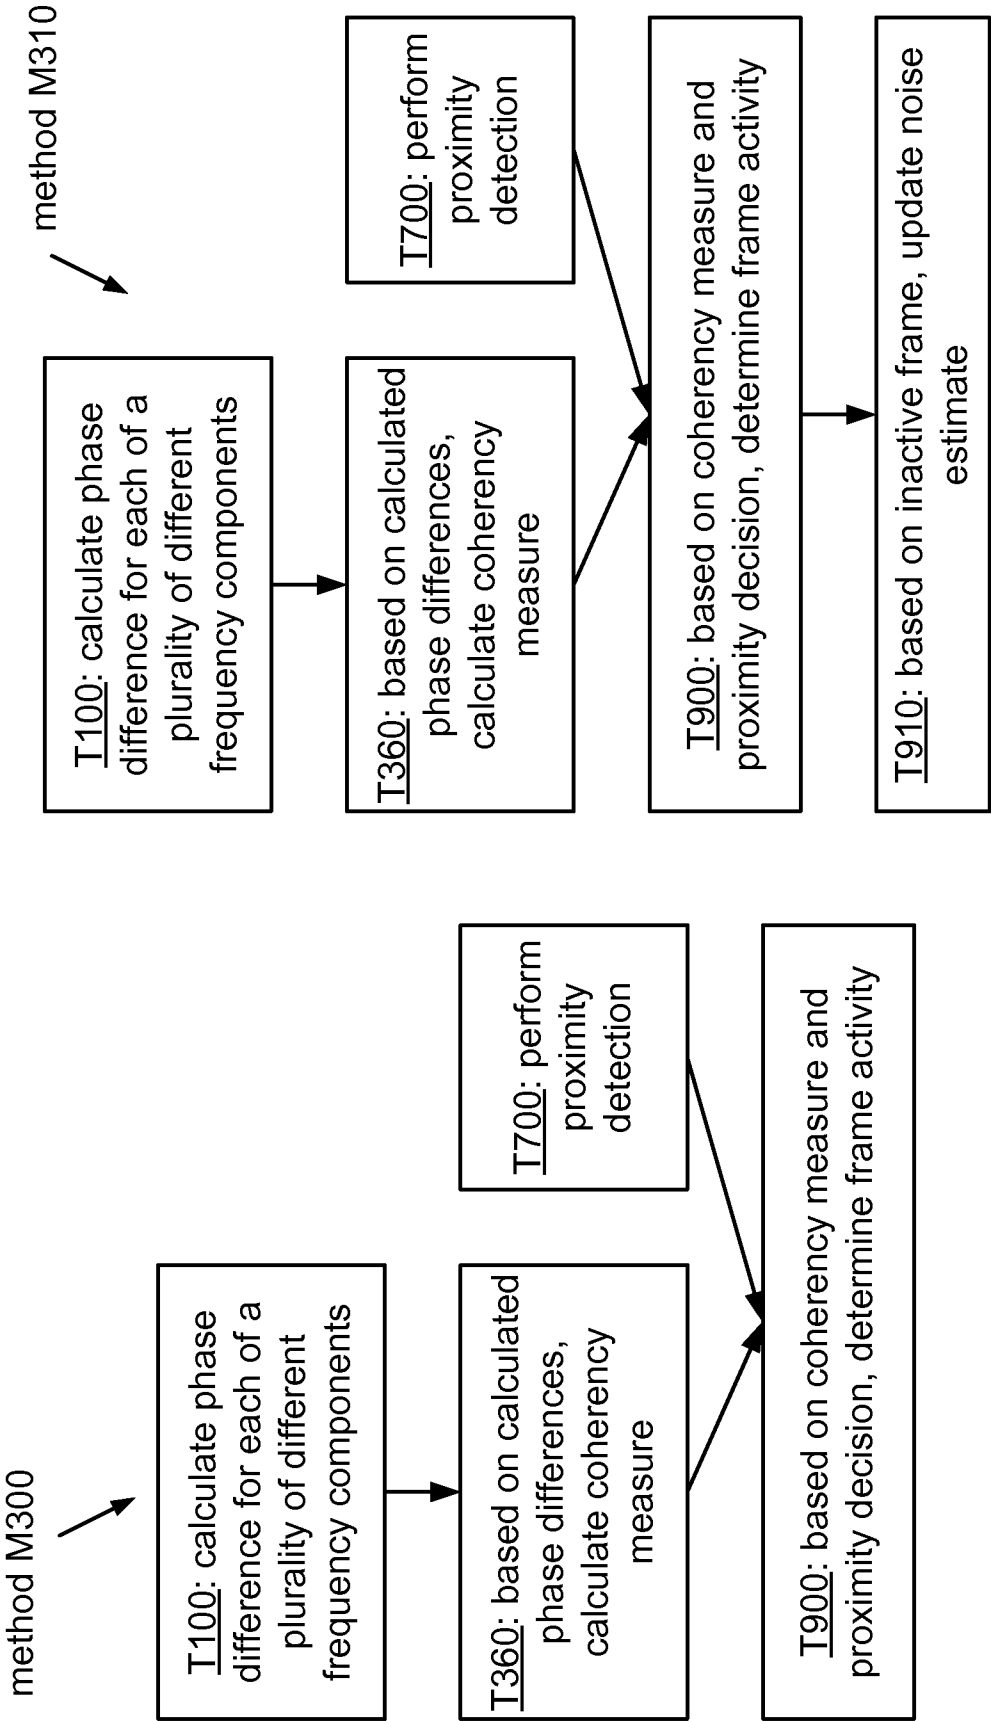 method M300
T100: calculate phase
difference for each of a
plurality of different
frequency components
T360: based on calculated
phase differences,
calculate coherency
measure
T700: perform
proximity
detection
T900: based on coherency measure and
proximity decision, determine frame activity
method M310
T100: calculate phase
difference for each of a
plurality of different
frequency components
T360: based on calculated
phase differences,
calculate coherency
measure
T700: perform
proximity
detection
T900: based on coherency measure and
proximity decision, determine frame activity
T910: based on inactive frame, update noise
estimate